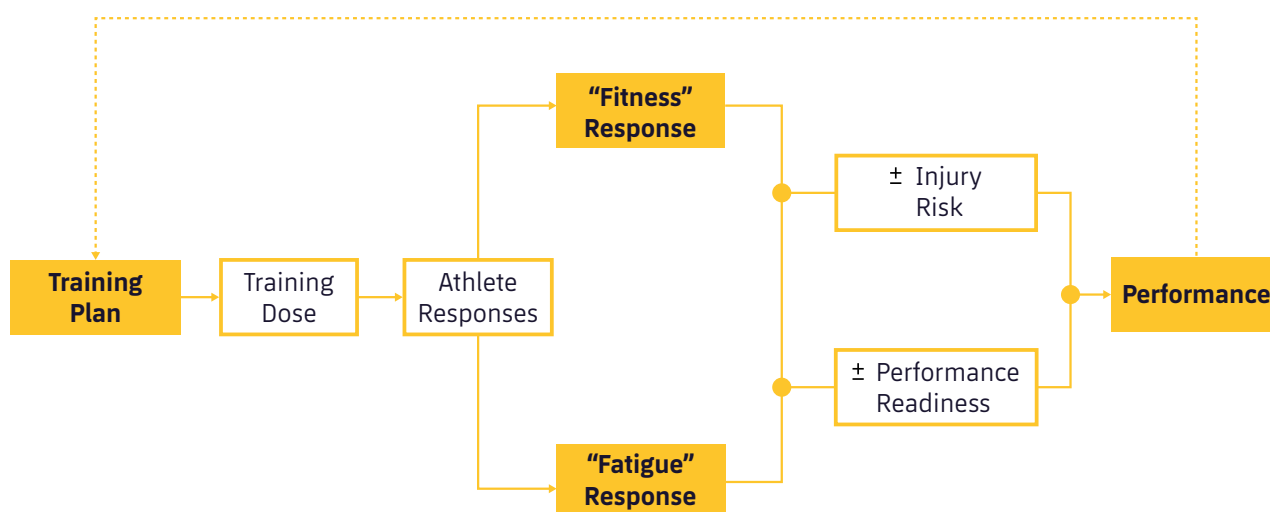 “Fitness”
Response
± Injury
Risk
Training
Plan
Training
Dose
Athlete
Responses
Performance
± Performance
Readiness
“Fatigue”
Response